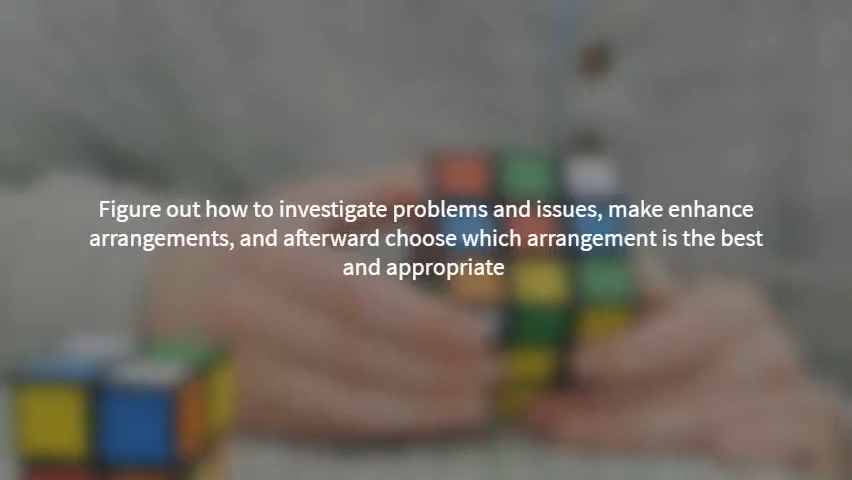 Figure out how to investigate problems and issues, make enhance
arrangements, and afterward choose which arrangement is the best
and appropriate